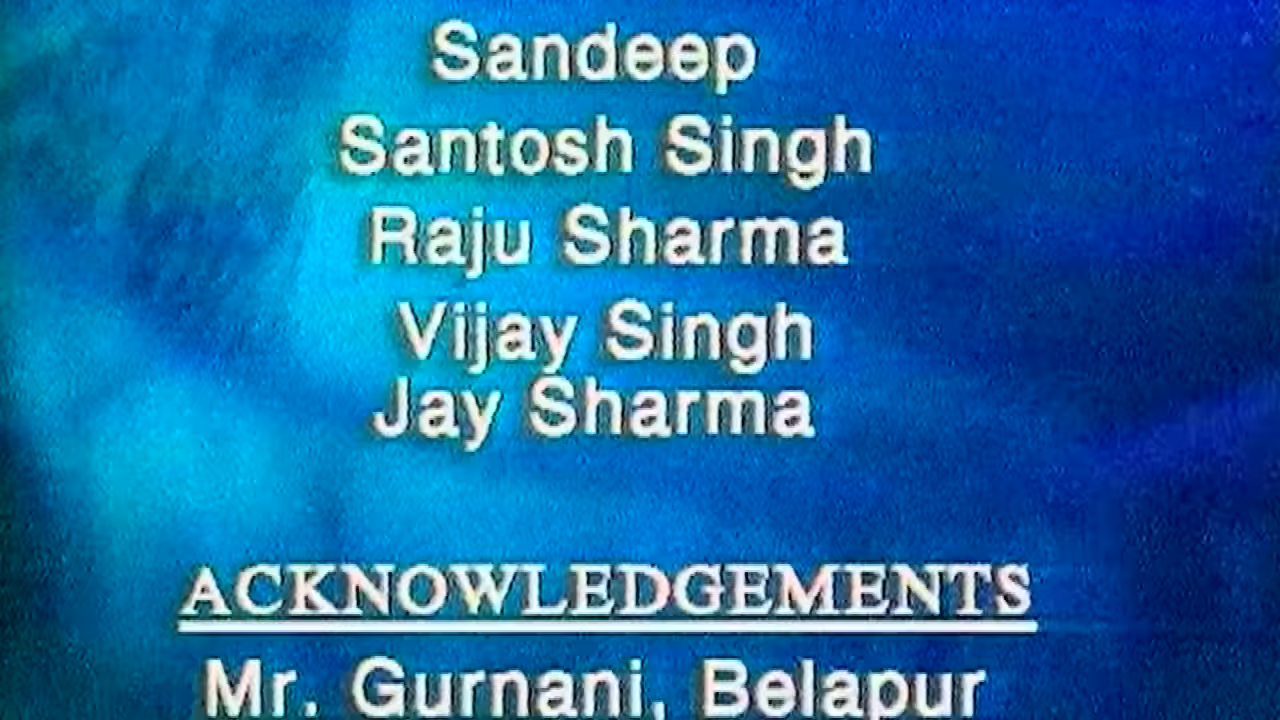 Sandeep
Santosh Singh
Raju Sharma
Vijay Singh
Jay Sharma
ACKNOWLEDGEMENTS
Mr. Gurnani, Belapur